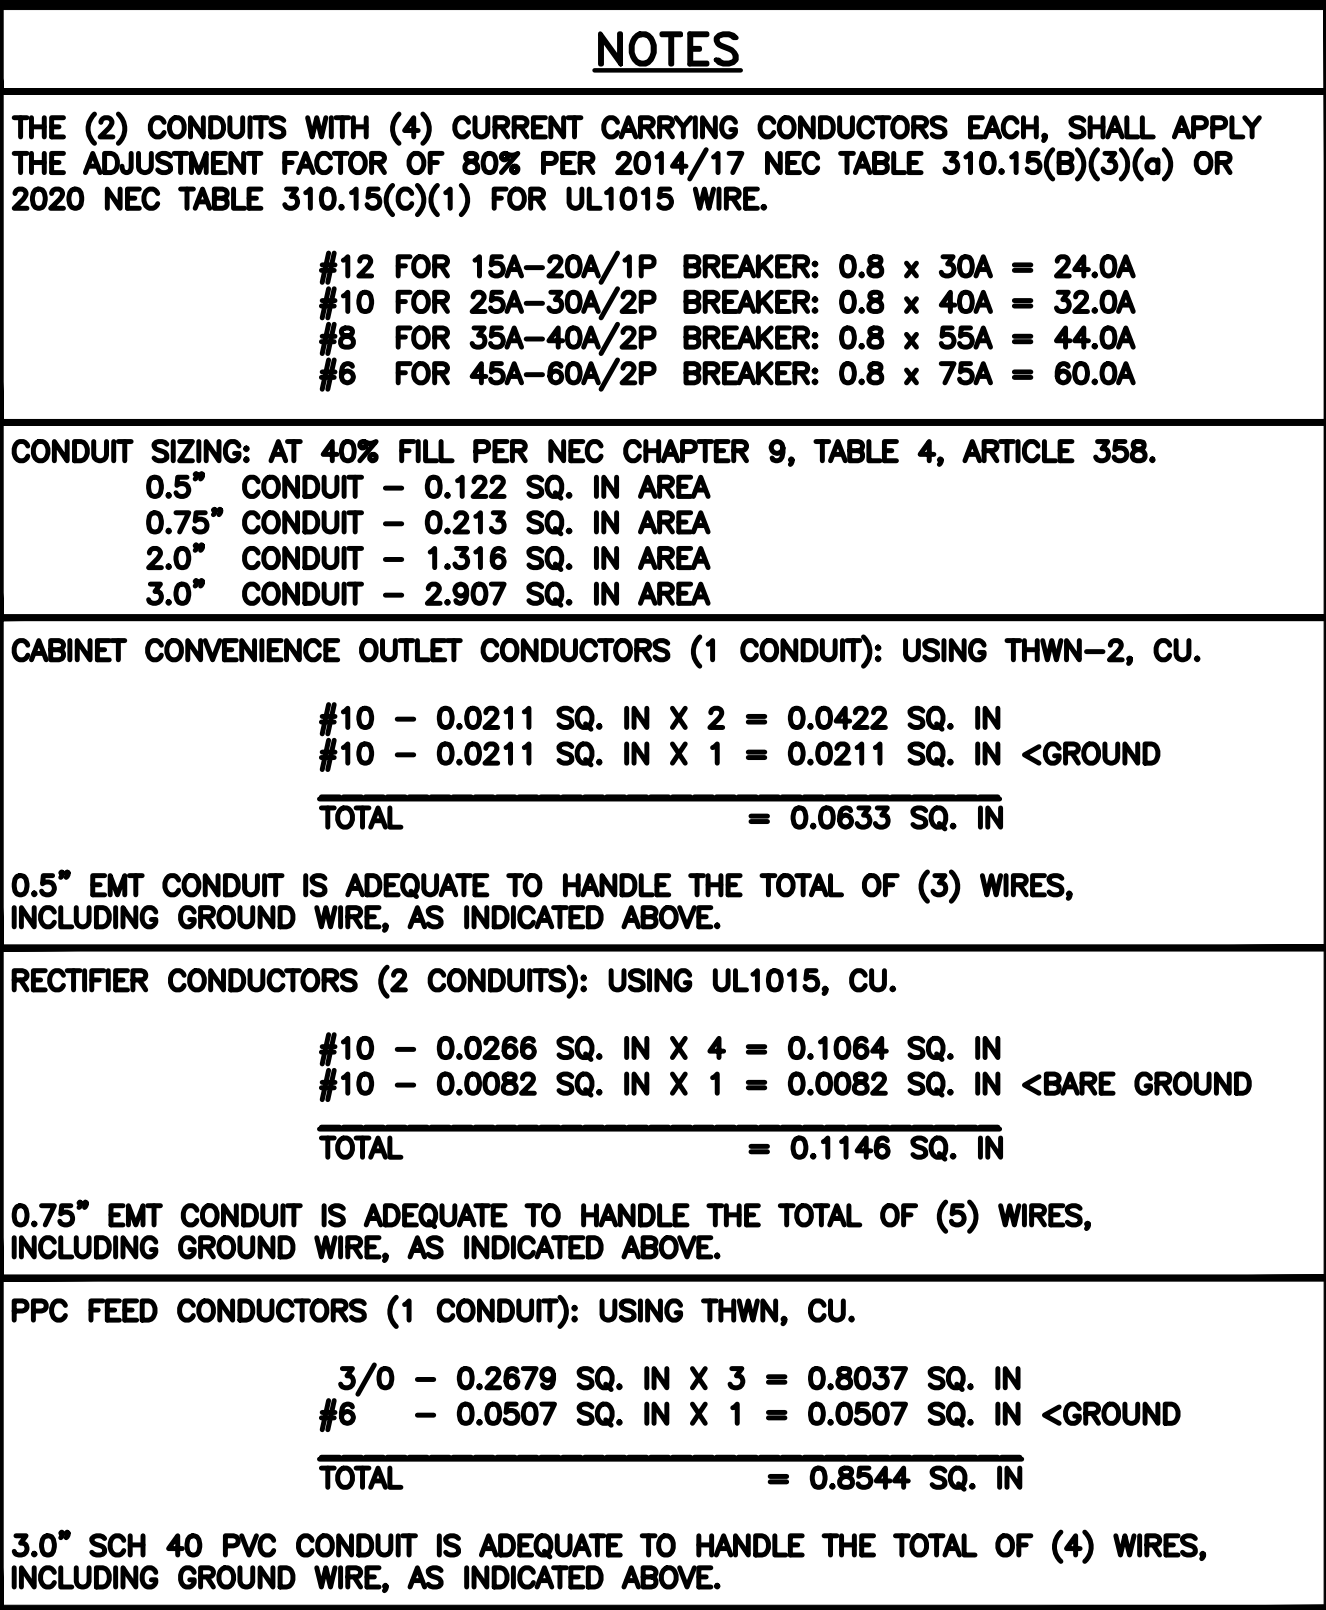 NOTES
THE (2) CONDUITS WITH (4) CURRENT CARRYING CONDUCTORS EACH, SHALL APPLY
THE ADJUSTMENT FACTOR OF 80% PER 2014/17 NEC TABLE 310.15(B)(3)(a) OR
2020 NEC TABLE 310.15(C)(1) FOR UL1015 WIRE.
#12 FOR 15A-20A/1P BREAKER: 0.8 x 30A = 24.0A
#10 FOR 25A-30A/2P BREAKER: 0.8 x 40A = 32.0A
#8 FOR 35A-40A/2P BREAKER: 0.8 x 55A = 44.0A
#6 FOR 45A-60A/2P BREAKER: 0.8 x 75A = 60.0A
CONDUIT SIZING: AT 40% FILL PER NEC CHAPTER 9, TABLE 4, ARTICLE 358.
0.5" CONDUIT - 0.122 SQ. IN AREA
0.75" CONDUIT - 0.213 SQ. IN AREA
2.0" CONDUIT - 1.316 SQ. IN AREA
3.0" CONDUIT - 2.907 SQ. IN AREA
CABINET CONVENIENCE OUTLET CONDUCTORS (1 CONDUIT): USING THWN-2, CU.
#10 - 0.0211 SQ. IN X 2 = 0.0422 SQ. IN
#10 - 0.0211 SQ. IN X 1 = 0.0211 SQ. IN <GROUND
TOTAL = 0.0633 SQ. IN
0.5" EMT CONDUIT IS ADEQUATE TO HANDLE THE TOTAL OF (3) WIRES,
INCLUDING GROUND WIRE, AS INDICATED ABOVE.
RECTIFIER CONDUCTORS (2 CONDUITS): USING UL1015, CU.
#10 - 0.0266 SQ. IN X 4 = 0.1064 SQ. IN
#10 - 0.0082 SQ. IN X 1 = 0.0082 SQ. IN <BARE GROUND
TOTAL = 0.1146 SQ. IN
0.75" EMT CONDUIT IS ADEQUATE TO HANDLE THE TOTAL OF (5) WIRES,
INCLUDING GROUND WIRE, AS INDICATED ABOVE.
PPC FEED CONDUCTORS (1 CONDUIT): USING THWN, CU.
3/0 - 0.2679 SQ. IN X 3 = 0.8037 SQ. IN
#6 - 0.0507 SQ. IN X 1 = 0.0507 SQ. IN <GROUND
TOTAL = 0.8544 SQ. IN
3.0" SCH 40 PVC CONDUIT IS ADEQUATE TO HANDLE THE TOTAL OF (4) WIRES,
INCLUDING GROUND WIRE, AS INDICATED ABOVE.